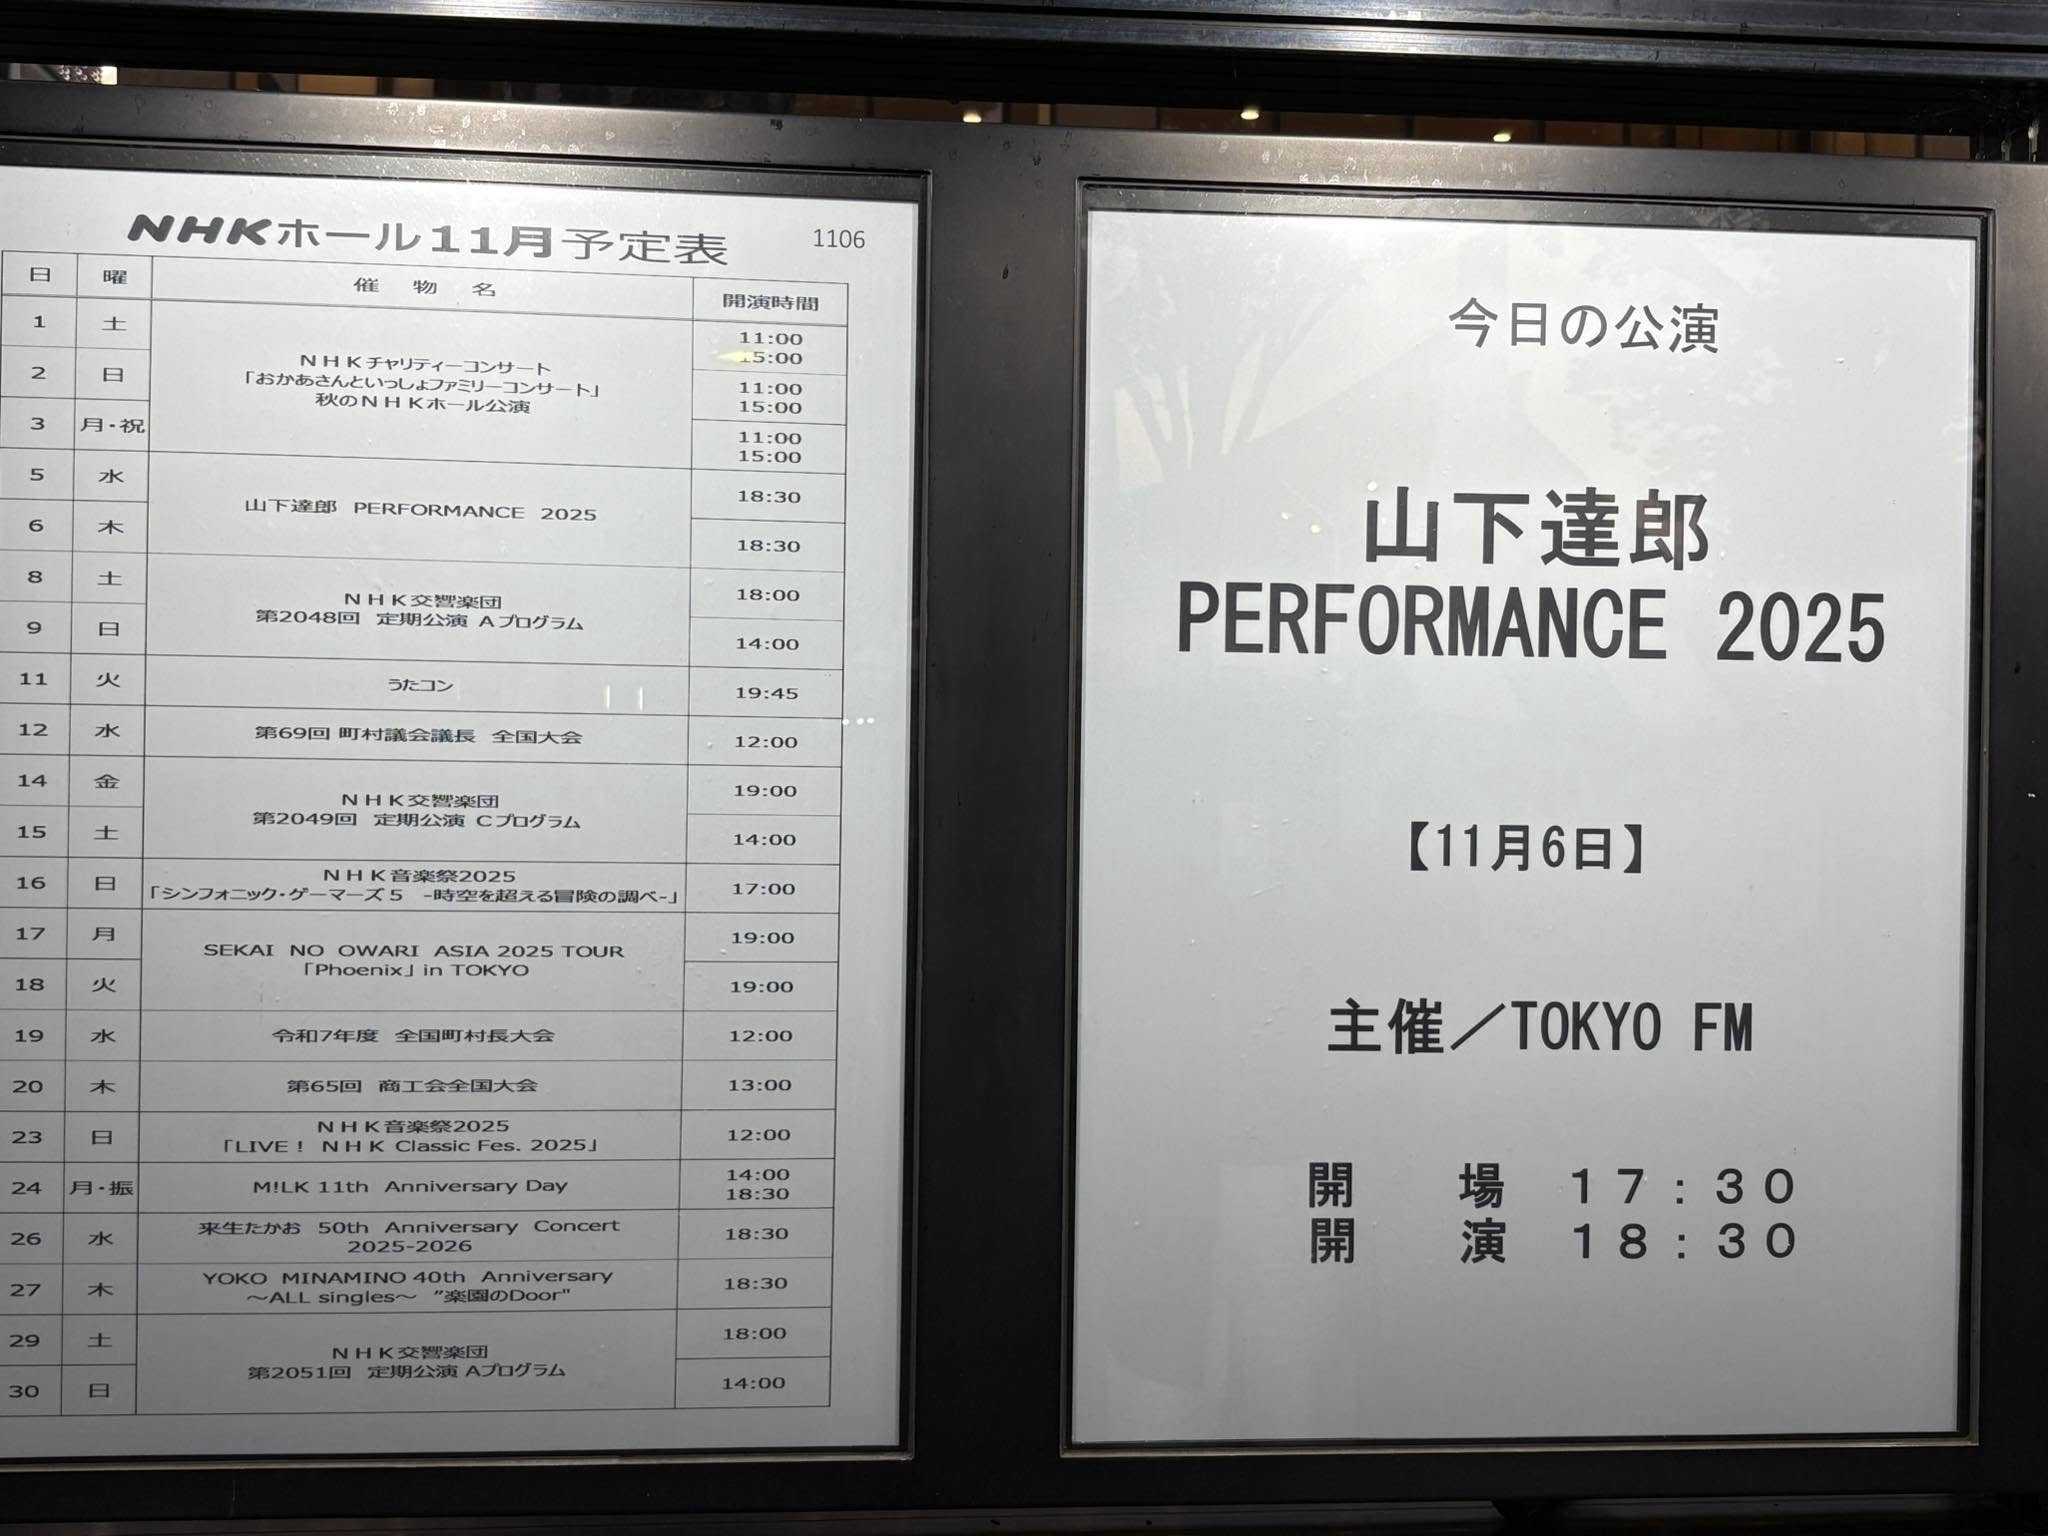 NHKホール11月予定表 1106
日 曜 催 物 名 開演時間
1 土 11:00
15:00
NHKチャリティーコンサート
「おかあさんといっしょファミリーコンサート」
秋のNHKホール公演
2 日 11:00
15:00
3 月・祝 11:00
15:00
5 水 18:30
山下達郎 PERFORMANCE 2025
6 木 18:30
8 土 18:00
NHK交響楽団
第2048回 定期公演 Aプログラム
9 日 14:00
11 火 うたコン 19:45
12 水 第69回 町村議会議長 全国大会 12:00
14 金 19:00
NHK交響楽団
第2049回 定期公演 Cプログラム
15 土 14:00
16 日 NHK音楽祭2025 17:00
「シンフォニック・ゲーマーズ5 -時空を超える冒険の調べ-」
17 月 19:00
SEKAI NO OWARI ASIA 2025 TOUR
「Phoenix」in TOKYO
18 火 19:00
19 水 令和7年度 全国町村長大会 12:00
20 木 第65回 商工会全国大会 13:00
23 日 NHK音楽祭2025 12:00
「LIVE! NHK Classic Fes. 2025」
24 月・振 M!LK 11th Anniversary Day 14:00
18:30
26 水 来生たかお 50th Anniversary Concert 18:30
2025-2026
27 木 YOKO MINAMINO 40th Anniversary 18:30
～ALL singles～ "楽園のDoor"
29 土 18:00
NHK交響楽団
第2051回 定期公演 Aプログラム
30 日 14:00
今日の公演
山下達郎
PERFORMANCE 2025
【11月6日】
主催／TOKYO FM
開 場 17:30
開 演 18:30